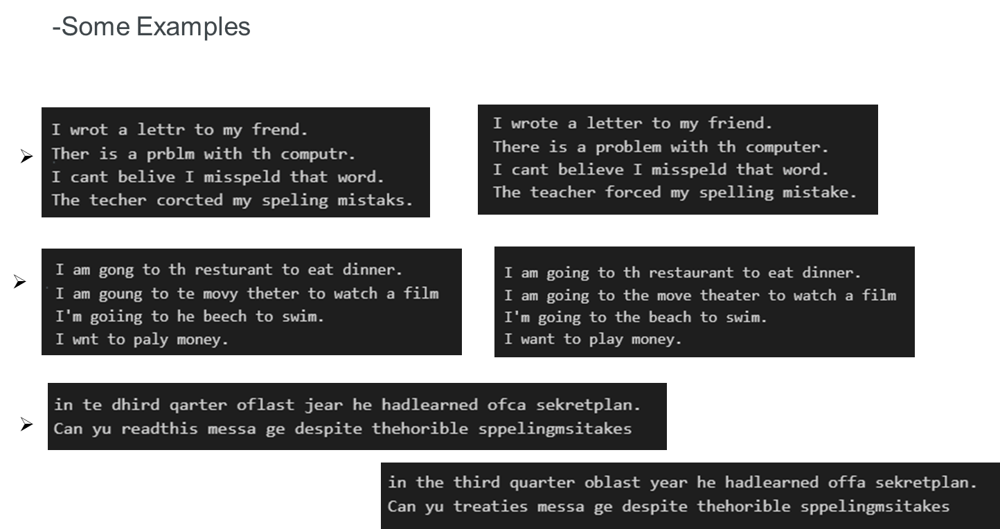 -Some Examples
I wrot a lettr to my frend.
Ther is a prblm with th computr.
I cant belive I misspeld that word.
The techer corcted my speling mistaks.
I wrote a letter to my friend.
There is a problem with th computer.
I cant believe I misspeld that word.
The teacher forced my spelling mistake.
I am gong to th resturant to eat dinner.
I am goung to te movy theter to watch a film
I'm goiing to he beech to swim.
I wnt to paly money.
I am going to th restaurant to eat dinner.
I am going to the move theater to watch a film
I'm going to the beach to swim.
I want to play money.
in te dhird qarter oflast jear he hadlearned ofca sekretplan.
Can yu readthis messa ge despite thehorible sppelingmsitakes
in the third quarter oblast year he hadlearned offa sekretplan.
Can yu treaties messa ge despite thehorible sppelingmsitakes